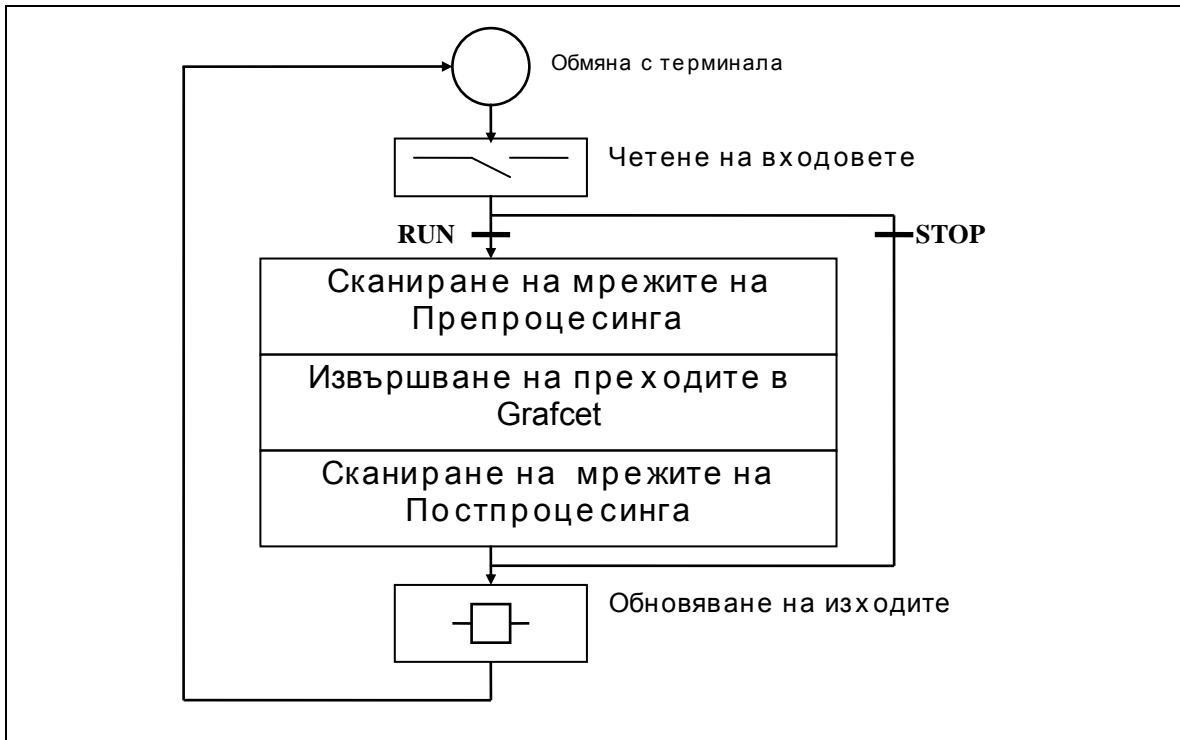 Обмяна с терминала
Четене на входовете
RUN
STOP
Сканиране на мрежите на
Препроцесинга
Извършване на преходите в
Grafcet
Сканиране на мрежите на
Постпроцесинга
Обновяване на изходите